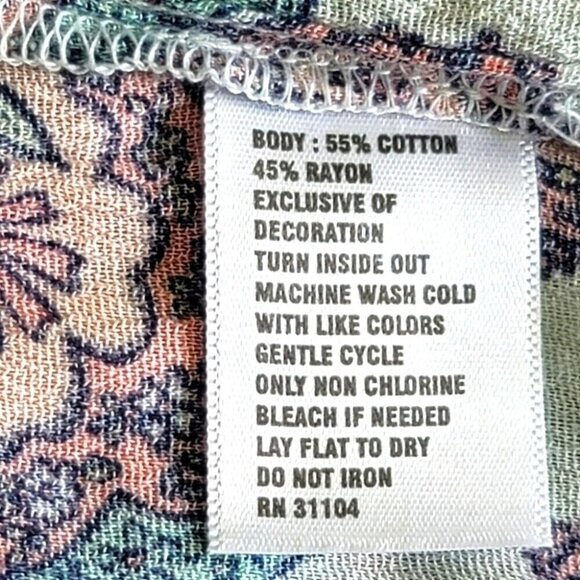 BODY : 55% COTTON
45% RAYON
EXCLUSIVE OF
DECORATION
TURN INSIDE OUT
MACHINE WASH COLD
WITH LIKE COLORS
GENTLE CYCLE
ONLY NON CHLORINE
BLEACH IF NEEDED
LAY FLAT TO DRY
DO NOT IRON
RN 31104